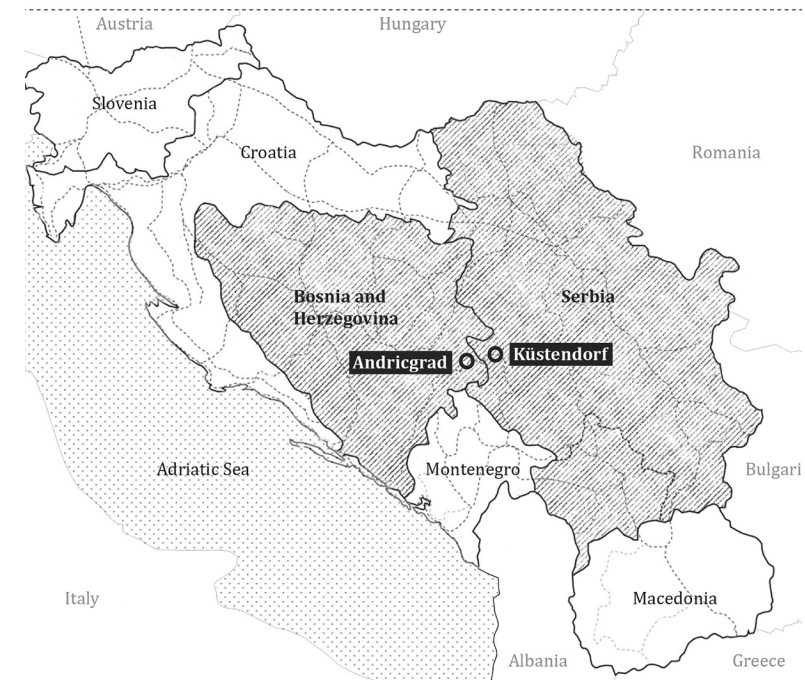 Austria
Hungary
Slovenia
Croatia
Romania
Bosnia and
Herzegovina
Serbia
Andricgrad
Küstendorf
Adriatic Sea
Montenegro
Bulgari
Italy
Macedonia
Albania
Greece